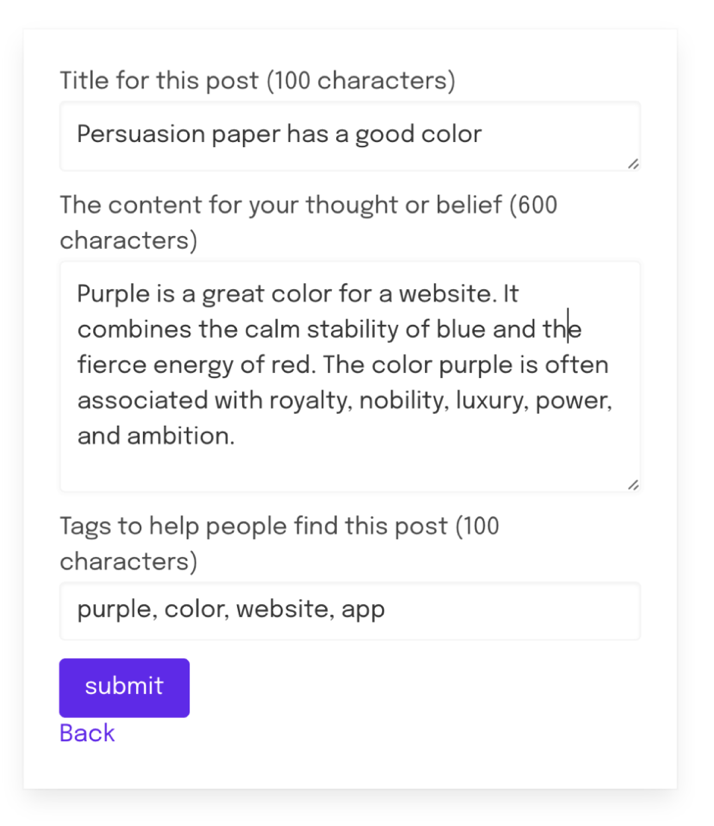 Title for this post (100 characters)
Persuasion paper has a good color
The content for your thought or belief (600
characters)
Purple is a great color for a website. It
combines the calm stability of blue and the
fierce energy of red. The color purple is often
associated with royalty, nobility, luxury, power,
and ambition.
Tags to help people find this post (100
characters)
purple, color, website, app
submit
Back